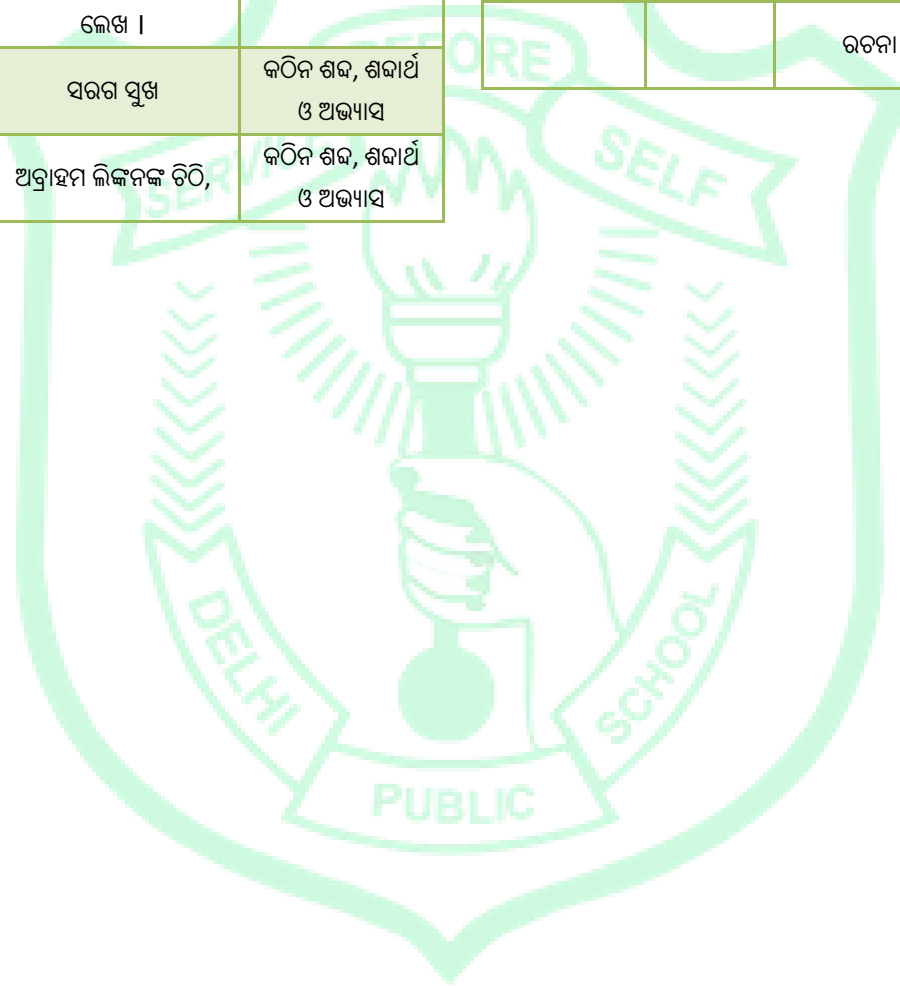 ଲେଖ ।
ସରଗ ସୁଖ
କଠିନ ଶବ୍ଦ, ଶବ୍ଦାର୍ଥ
ଓ ଅଭ୍ୟାସ
ଅବ୍ରାହମ ଲିଙ୍କନଙ୍କ ଚିଠି,
କଠିନ ଶବ୍ଦ, ଶବ୍ଦାର୍ଥ
ଓ ଅଭ୍ୟାସ
ରଚନା
SERVICE
BEFORE
SELF
DELHI
PUBLIC
SCHOOL